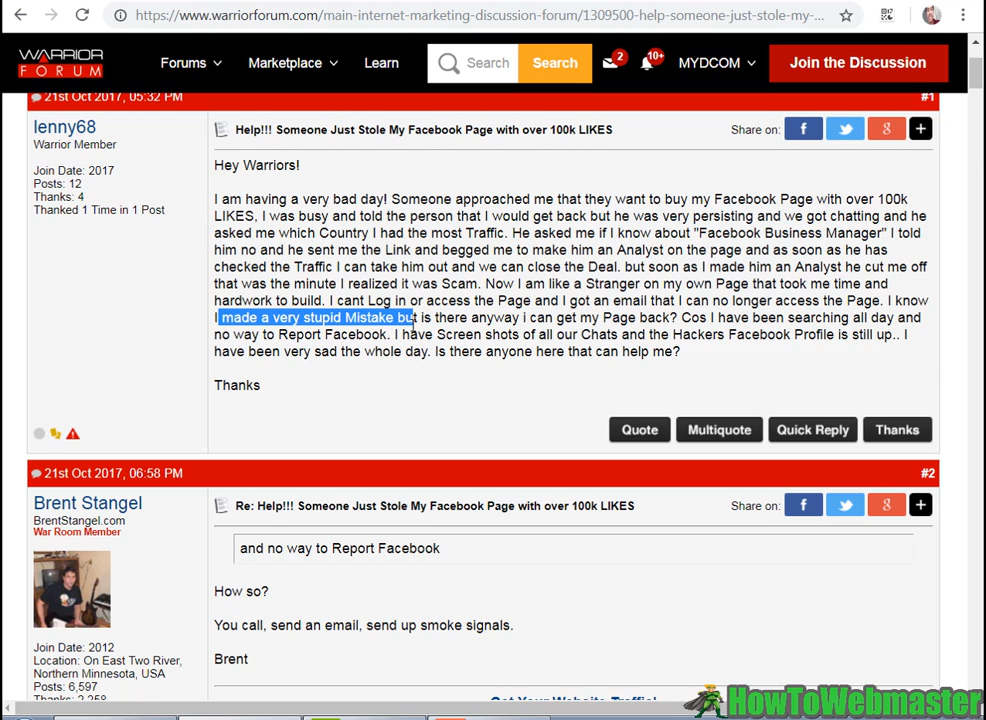 https://www.warriorforum.com/main-internet-marketing-discussion-forum/1309500-help-someone-just-stole-my-...
WARRIOR
FORUM
Forums
Marketplace
Learn
Search
Search
2
10+
MYDCOM
Join the Discussion
21st Oct 2017, 05:32 PM
#1
lenny68
Warrior Member
Join Date: 2017
Posts: 12
Thanks: 4
Thanked 1 Time in 1 Post
Help!!! Someone Just Stole My Facebook Page with over 100k LIKES
Share on:
Hey Warriors!
I am having a very bad day! Someone approached me that they want to buy my Facebook Page with over 100k
LIKES, I was busy and told the person that I would get back but he was very persisting and we got chatting and he
asked me which Country I had the most Traffic. He asked me if I know about "Facebook Business Manager" I told
him no and he sent me the Link and begged me to make him an Analyst on the page and as soon as he has
checked the Traffic I can take him out and we can close the Deal. but soon as I made him an Analyst he cut me off
that was the minute I realized it was Scam. Now I am like a Stranger on my own Page that took me time and
hardwork to build. I cant Log in or access the Page and I got an email that I can no longer access the Page. I know
I made a very stupid Mistake but is there anyway i can get my Page back? Cos I have been searching all day and
no way to Report Facebook. I have Screen shots of all our Chats and the Hackers Facebook Profile is still up.. I
have been very sad the whole day. Is there anyone here that can help me?
Thanks
Quote
Multiquote
Quick Reply
Thanks
21st Oct 2017, 06:58 PM
#2
Brent Stangel
BrentStangel.com
War Room Member
Join Date: 2012
Location: On East Two River,
Northern Minnesota, USA
Posts: 6,597
Thanks: 2,258
Re: Help!!! Someone Just Stole My Facebook Page with over 100k LIKES
Share on:
and no way to Report Facebook
How so?
You call, send an email, send up smoke signals.
Brent
Get Your Website Traffic!
HowToWebmaster